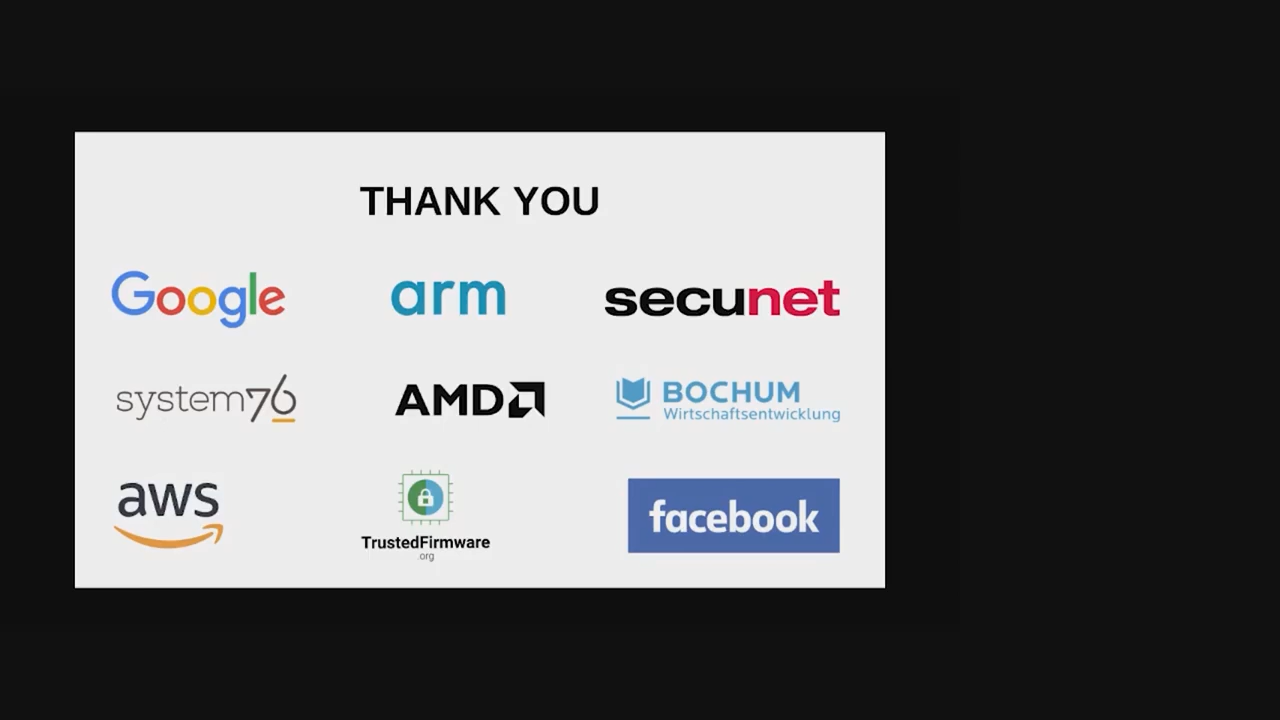 THANK YOU
Google
arm
secunet
system76
AMD
BOCHUM
Wirtschaftsentwicklung
aws
TrustedFirmware
.org
facebook